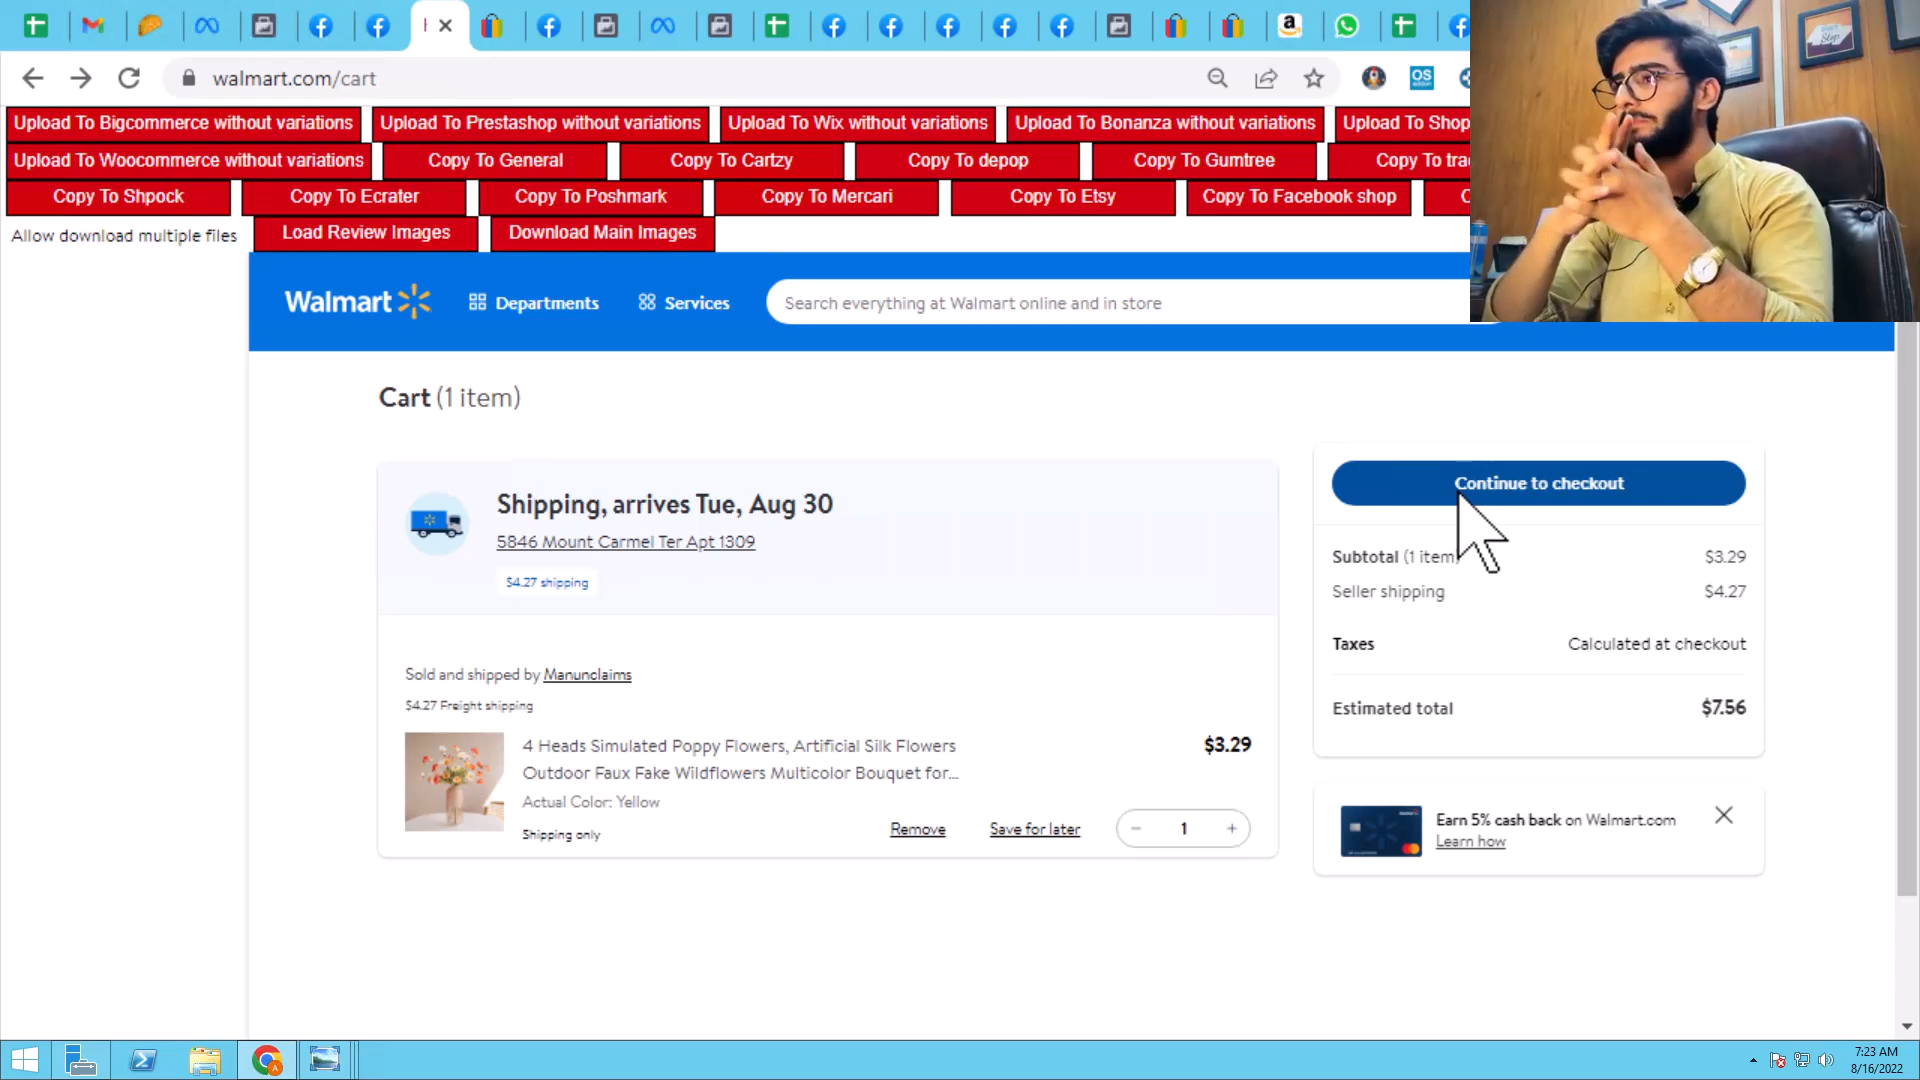 walmart.com/cart
OS
Step
Upload To Bigcommerce without variations
Upload To Prestashop without variations
Upload To Wix without variations
Upload To Bonanza without variations
Upload To Shop
Upload To Woocommerce without variations
Copy To General
Copy To Cartzy
Copy To depop
Copy To Gumtree
Copy To tra
Copy To Shpock
Copy To Ecrater
Copy To Poshmark
Copy To Mercari
Copy To Etsy
Copy To Facebook shop
C
Allow download multiple files
Load Review Images
Download Main Images
Walmart
Departments
Services
Search everything at Walmart online and in store
Cart (1 item)
Shipping, arrives Tue, Aug 30
5846 Mount Carmel Ter Apt 1309
$4.27 shipping
Sold and shipped by Manunclaims
$4.27 Freight shipping
4 Heads Simulated Poppy Flowers, Artificial Silk Flowers
Outdoor Faux Fake Wildflowers Multicolor Bouquet for...
$3.29
Actual Color: Yellow
Shipping only
Remove
Save for later
1
Continue to checkout
Subtotal (1 item
$3.29
Seller shipping
$4.27
Taxes
Calculated at checkout
Estimated total
$7.56
Earn 5% cash back on Walmart.com
Learn how
7:23 AM
8/16/2022